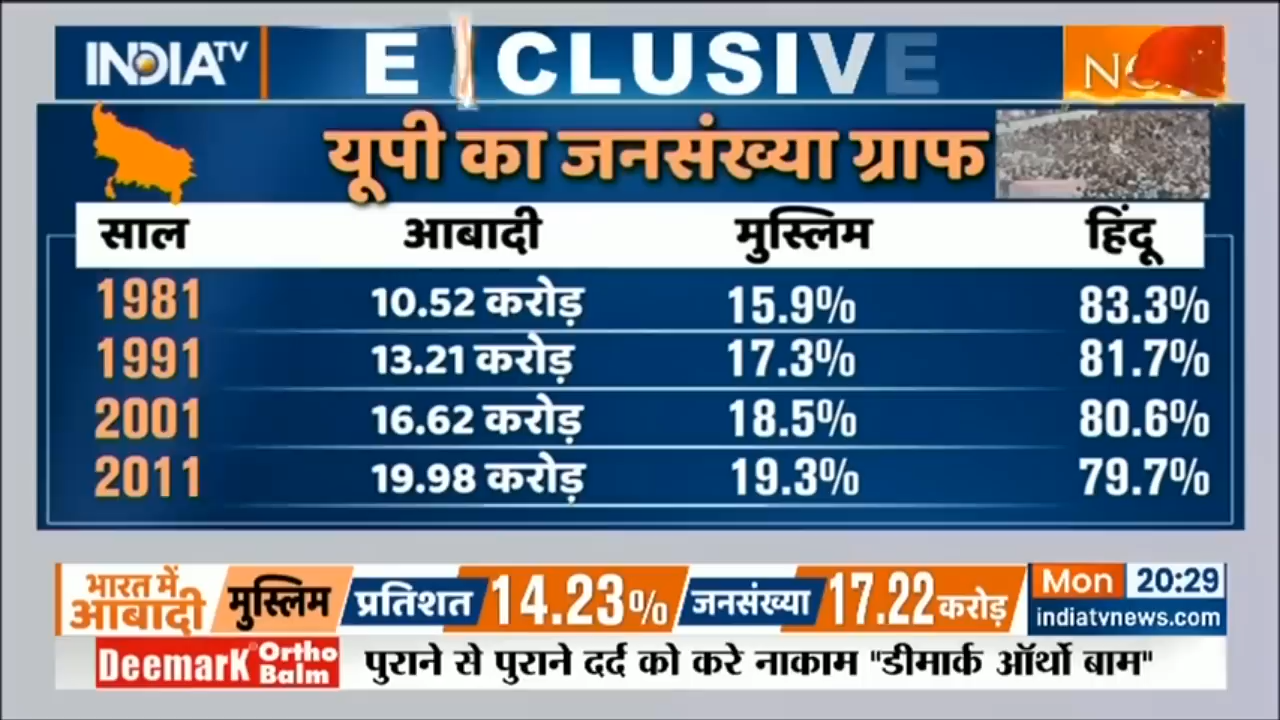 INDIA TV
E CLUSIVE
यूपी का जनसंख्या ग्राफ
साल आबादी मुस्लिम हिंदू
1981 10.52 करोड़ 15.9% 83.3%
1991 13.21 करोड़ 17.3% 81.7%
2001 16.62 करोड़ 18.5% 80.6%
2011 19.98 करोड़ 19.3% 79.7%
भारत में
आबादी
मुस्लिम प्रतिशत 14.23% जनसंख्या 17.22 करोड़
Mon 20:29
indiatvnews.com
Deemark Ortho
Balm
पुराने से पुराने दर्द को करे नाकाम "डीमार्क ऑर्थो बाम"